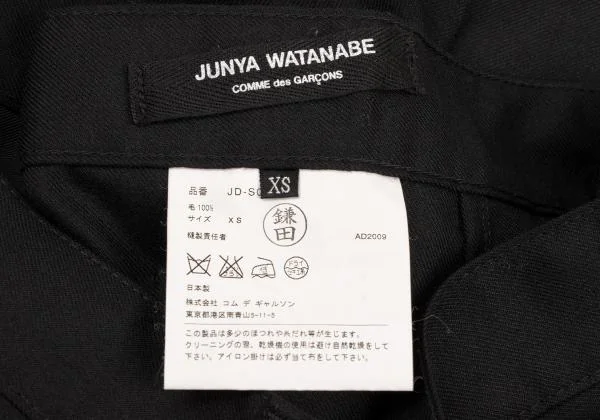 JUNYA WATANABE
COMME des GARÇONS
XS
品番 JD-S
毛 100%
サイズ XS
縫製責任者
鎌田
AD2009
日本製
株式会社 コム デ ギャルソン
東京都港区南青山5-11-5
この製品は多少のほつれや糸だれ等が生じます。
クリーニングの際、乾燥機の使用は避け自然乾燥をして
下さい。アイロン掛けは必ず当て布をして下さい。